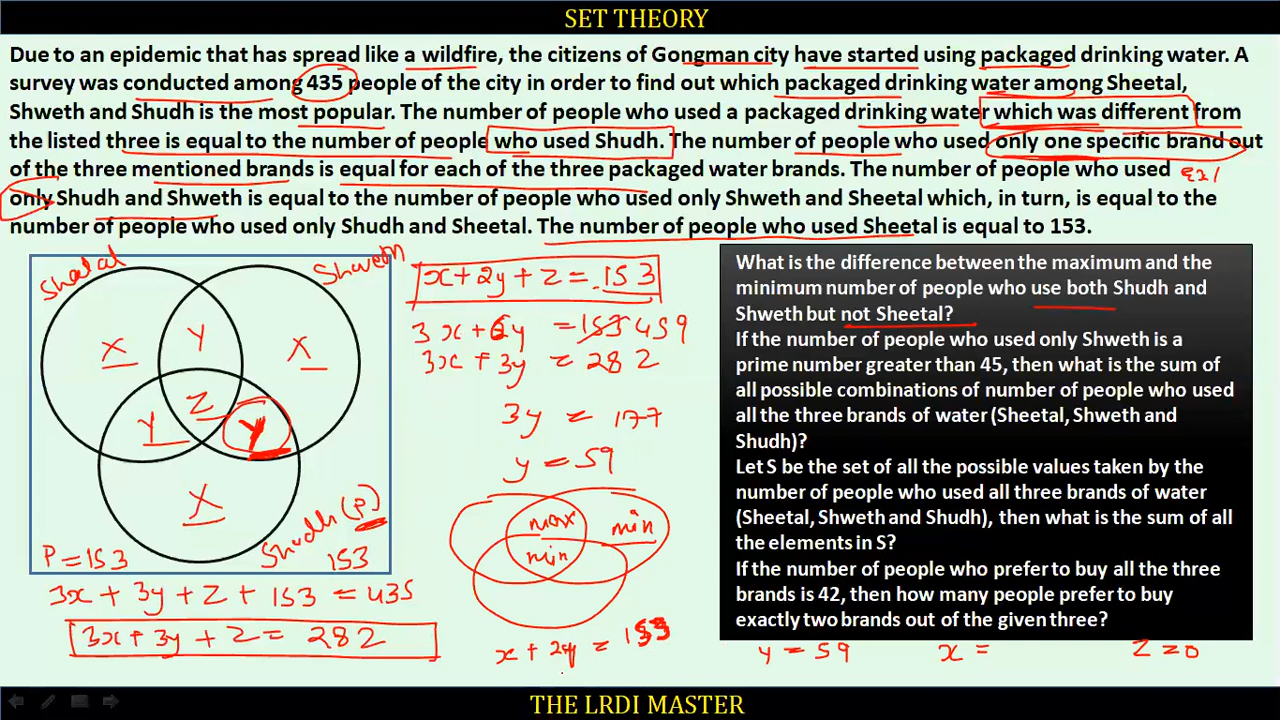 SET THEORY
Due to an epidemic that has spread like a wildfire, the citizens of Gongman city have started using packaged drinking water. A
survey was conducted among 435 people of the city in order to find out which packaged drinking water among Sheetal,
Shweth and Shudh is the most popular. The number of people who used a packaged drinking water which was different from
the listed three is equal to the number of people who used Shudh. The number of people who used only one specific brand out
of the three mentioned brands is equal for each of the three packaged water brands. The number of people who used
only Shudh and Shweth is equal to the number of people who used only Shweth and Sheetal which, in turn, is equal to the
number of people who used only Shudh and Sheetal. The number of people who used Sheetal is equal to 153.
Sheetal
Shweth
X
Y
X
Z
Y
Y
X
Shudh (P)
P = 153
153
3x + 3y + Z + 153 = 435
3x + 3y + Z = 282
x + 2y + Z = 153
3x + 6y = 153 459
3x + 3y = 282
3y = 177
y = 59
max
min
min
x + 2y = 153
What is the difference between the maximum and the
minimum number of people who use both Shudh and
Shweth but not Sheetal?
If the number of people who used only Shweth is a
prime number greater than 45, then what is the sum of
all possible combinations of number of people who used
all the three brands of water (Sheetal, Shweth and
Shudh)?
Let S be the set of all the possible values taken by the
number of people who used all three brands of water
(Sheetal, Shweth and Shudh), then what is the sum of all
the elements in S?
If the number of people who prefer to buy all the three
brands is 42, then how many people prefer to buy
exactly two brands out of the given three?
y = 59 x = Z = 0
THE LRDI MASTER